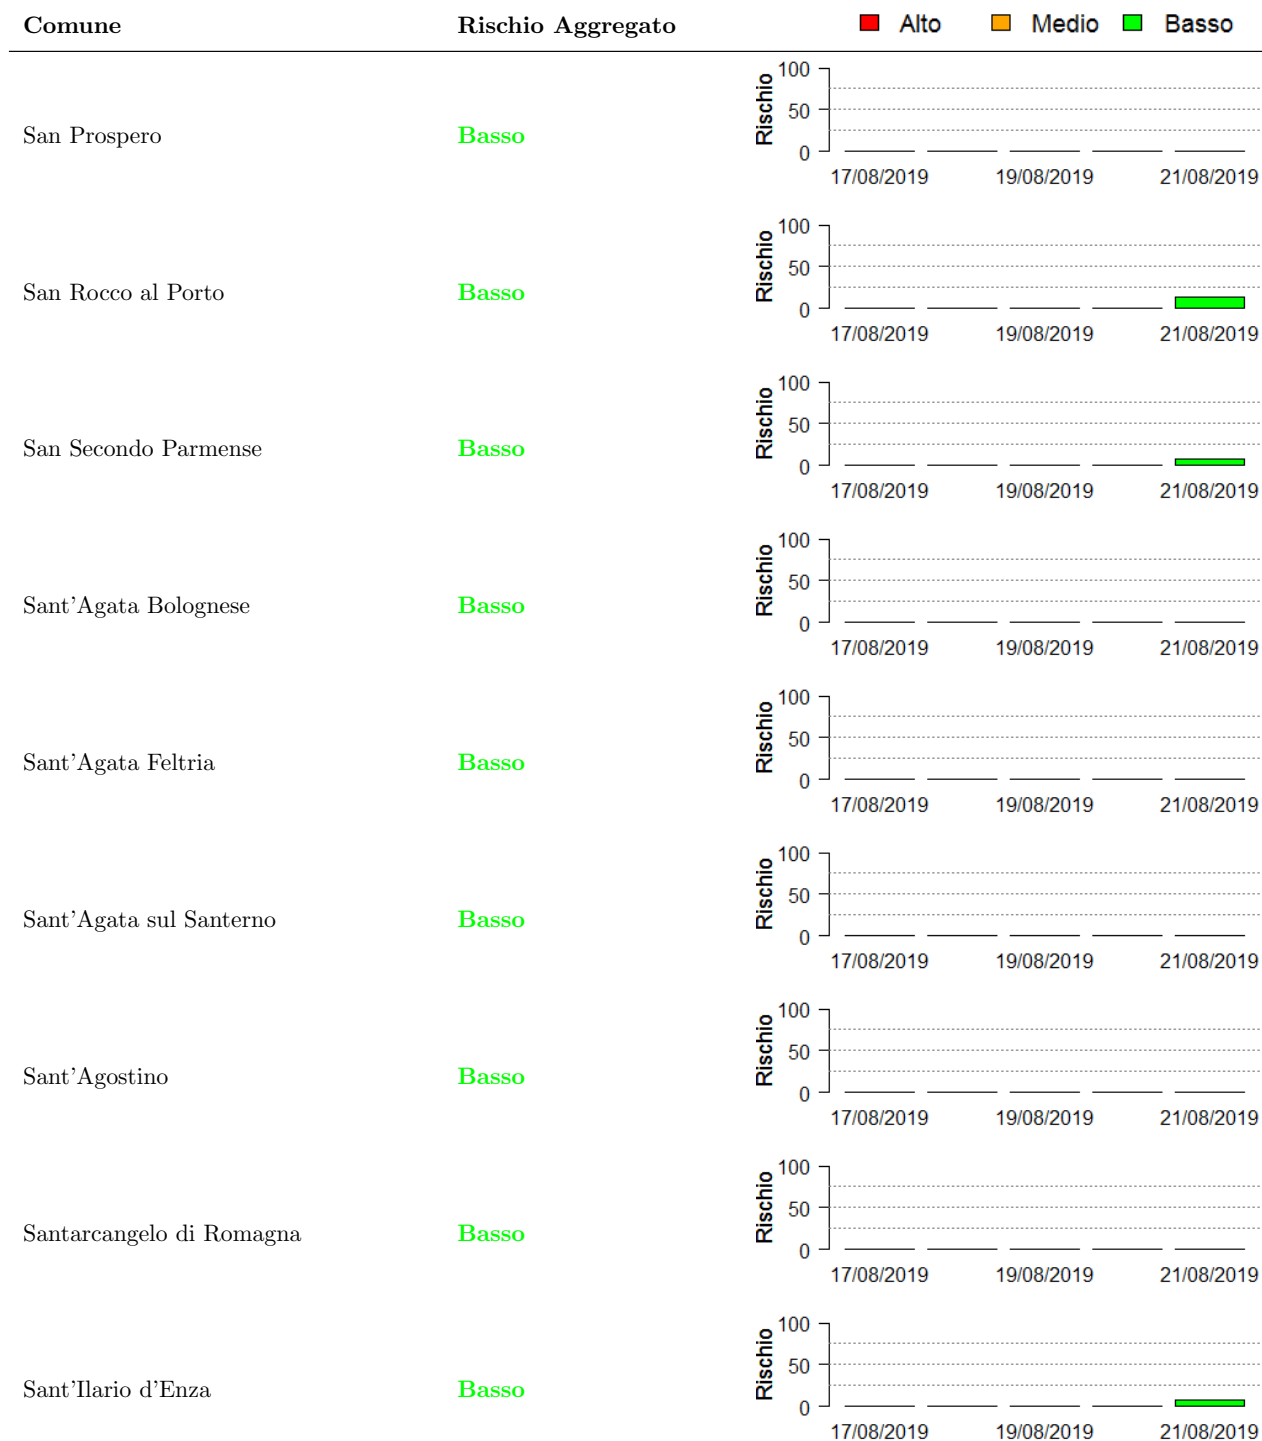 Comune Rischio Aggregato Alto Medio Basso
100
50
0
Rischio
San Prospero Basso
17/08/2019 19/08/2019 21/08/2019
100
50
0
Rischio
San Rocco al Porto Basso
17/08/2019 19/08/2019 21/08/2019
100
50
0
Rischio
San Secondo Parmense Basso
17/08/2019 19/08/2019 21/08/2019
100
50
0
Rischio
Sant'Agata Bolognese Basso
17/08/2019 19/08/2019 21/08/2019
100
50
0
Rischio
Sant'Agata Feltria Basso
17/08/2019 19/08/2019 21/08/2019
100
50
0
Rischio
Sant'Agata sul Santerno Basso
17/08/2019 19/08/2019 21/08/2019
100
50
0
Rischio
Sant'Agostino Basso
17/08/2019 19/08/2019 21/08/2019
100
50
0
Rischio
Santarcangelo di Romagna Basso
17/08/2019 19/08/2019 21/08/2019
100
50
0
Rischio
Sant'Ilario d'Enza Basso
17/08/2019 19/08/2019 21/08/2019